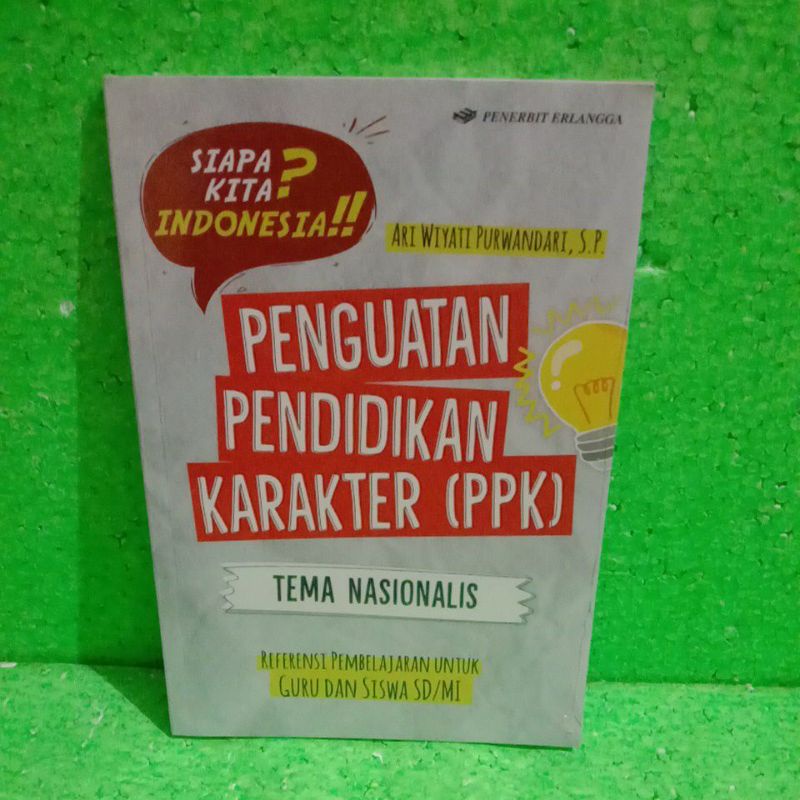 PENERBIT ERLANGGA
SIAPA
KITA?
INDONESIA!!
ARI WIYATI PURWANDARI, S.P.
PENGUATAN
PENDIDIKAN
KARAKTER (PPK)
TEMA NASIONALIS
REFERENSI PEMBELAJARAN UNTUK
GURU DAN SISWA SD/MI